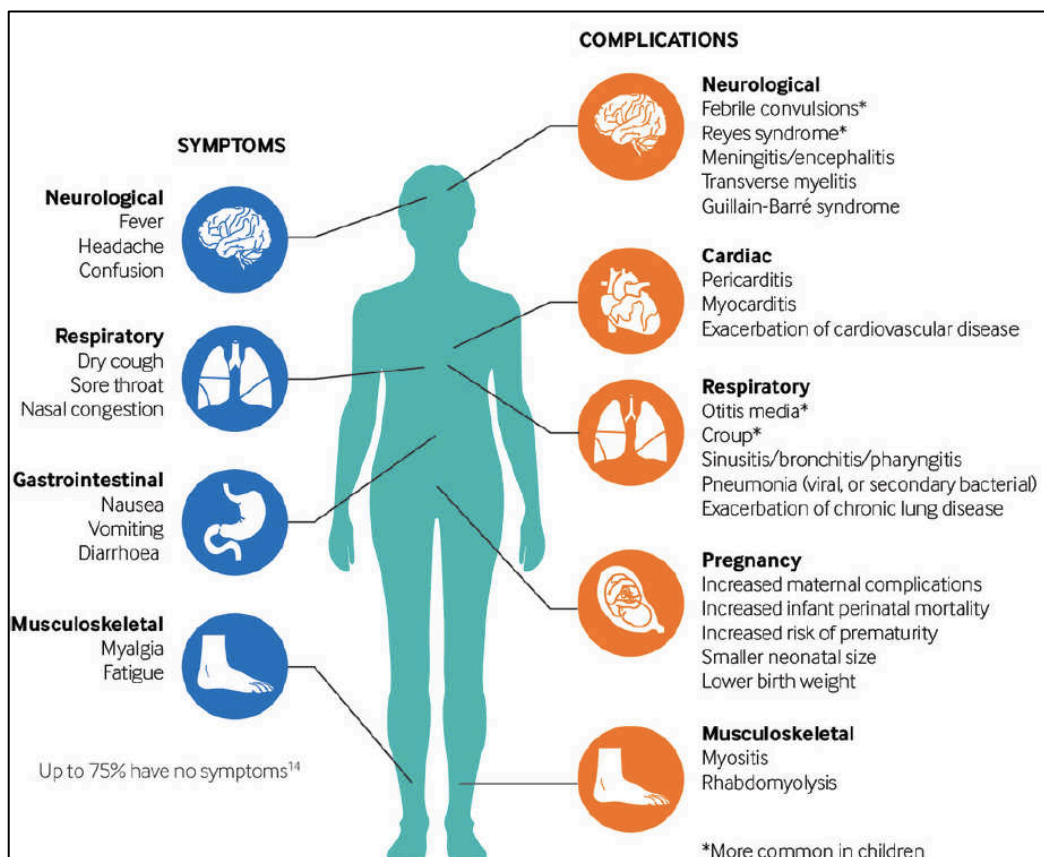 SYMPTOMS
Neurological
Fever
Headache
Confusion
Respiratory
Dry cough
Sore throat
Nasal congestion
Gastrointestinal
Nausea
Vomiting
Diarrhoea
Musculoskeletal
Myalgia
Fatigue
Up to 75% have no symptoms¹⁴
COMPLICATIONS
Neurological
Febrile convulsions*
Reyes syndrome*
Meningitis/encephalitis
Transverse myelitis
Guillain-Barré syndrome
Cardiac
Pericarditis
Myocarditis
Exacerbation of cardiovascular disease
Respiratory
Otitis media*
Croup*
Sinusitis/bronchitis/pharyngitis
Pneumonia (viral, or secondary bacterial)
Exacerbation of chronic lung disease
Pregnancy
Increased maternal complications
Increased infant perinatal mortality
Increased risk of prematurity
Smaller neonatal size
Lower birth weight
Musculoskeletal
Myositis
Rhabdomyolysis
*More common in children